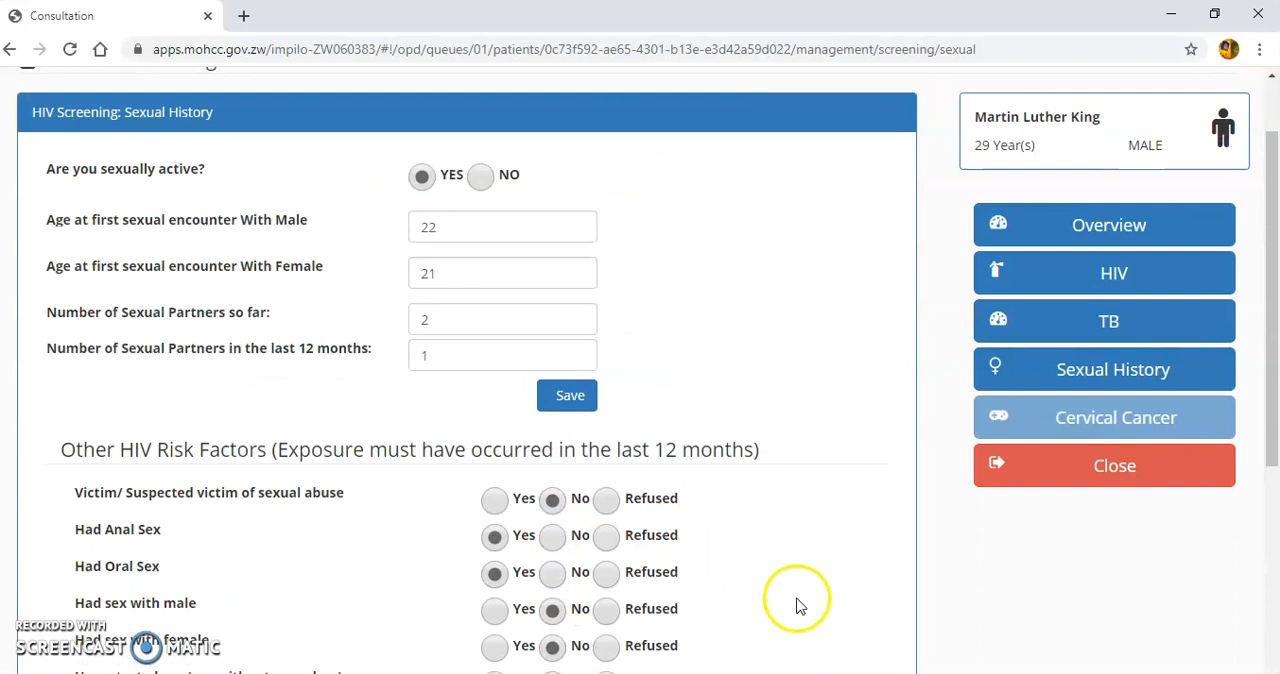 Consultation
apps.mohcc.gov.zw/impilo-ZW060383/#!/opd/queues/01/patients/0c73f592-ae65-4301-b13e-e3d42a59d022/management/screening/sexual
HIV Screening: Sexual History
Are you sexually active? YES NO
Age at first sexual encounter With Male 22
Age at first sexual encounter With Female 21
Number of Sexual Partners so far: 2
Number of Sexual Partners in the last 12 months: 1
Save
Other HIV Risk Factors (Exposure must have occurred in the last 12 months)
Victim/ Suspected victim of sexual abuse Yes No Refused
Had Anal Sex Yes No Refused
Had Oral Sex Yes No Refused
Had sex with male Yes No Refused
Had sex with female Yes No Refused
Martin Luther King
29 Year(s) MALE
Overview
HIV
TB
Sexual History
Cervical Cancer
Close
RECORDED WITH
SCREENCAST MATIC